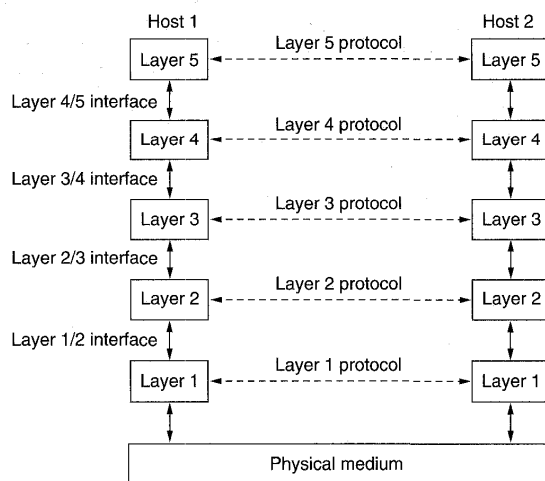 Host 1
Host 2
Layer 5 protocol
Layer 5
Layer 5
Layer 4/5 interface
Layer 4 protocol
Layer 4
Layer 4
Layer 3/4 interface
Layer 3 protocol
Layer 3
Layer 3
Layer 2/3 interface
Layer 2 protocol
Layer 2
Layer 2
Layer 1/2 interface
Layer 1 protocol
Layer 1
Layer 1
Physical medium